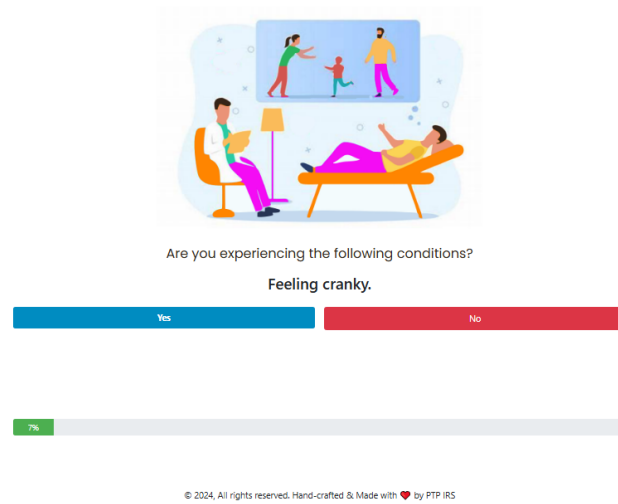 Are you experiencing the following conditions?
Feeling cranky.
Yes
No
7%
© 2024, All rights reserved. Hand-crafted & Made with ❤ by PTP IRS